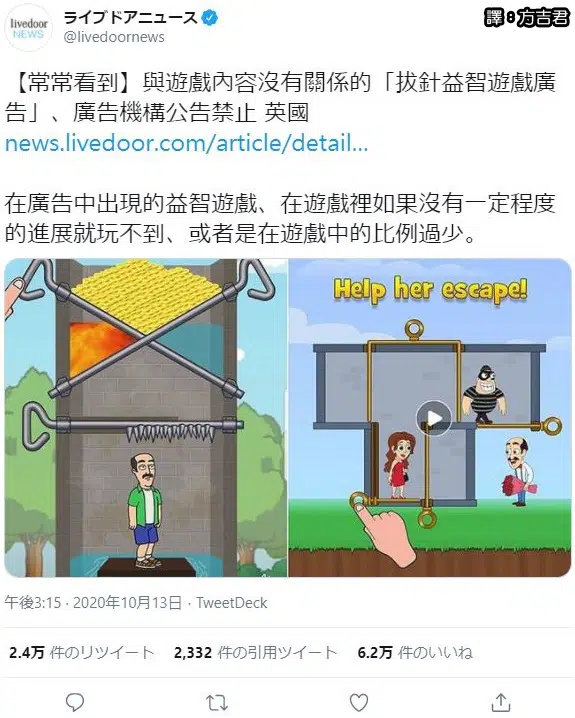 livedoor
NEWS
ライブドアニュース
@livedoornews
譯:方吉君
【常常看到】與遊戲內容沒有關係的「拔針益智遊戲廣
告」、廣告機構公告禁止 英國
news.livedoor.com/article/detail...
在廣告中出現的益智遊戲、在遊戲裡如果沒有一定程度
的進展就玩不到、或者是在遊戲中的比例過少。
Help her escape!
午後3:15 · 2020年10月13日 · TweetDeck
2.4万 件のリツイート 2,332 件の引用ツイート 6.2万 件のいいね